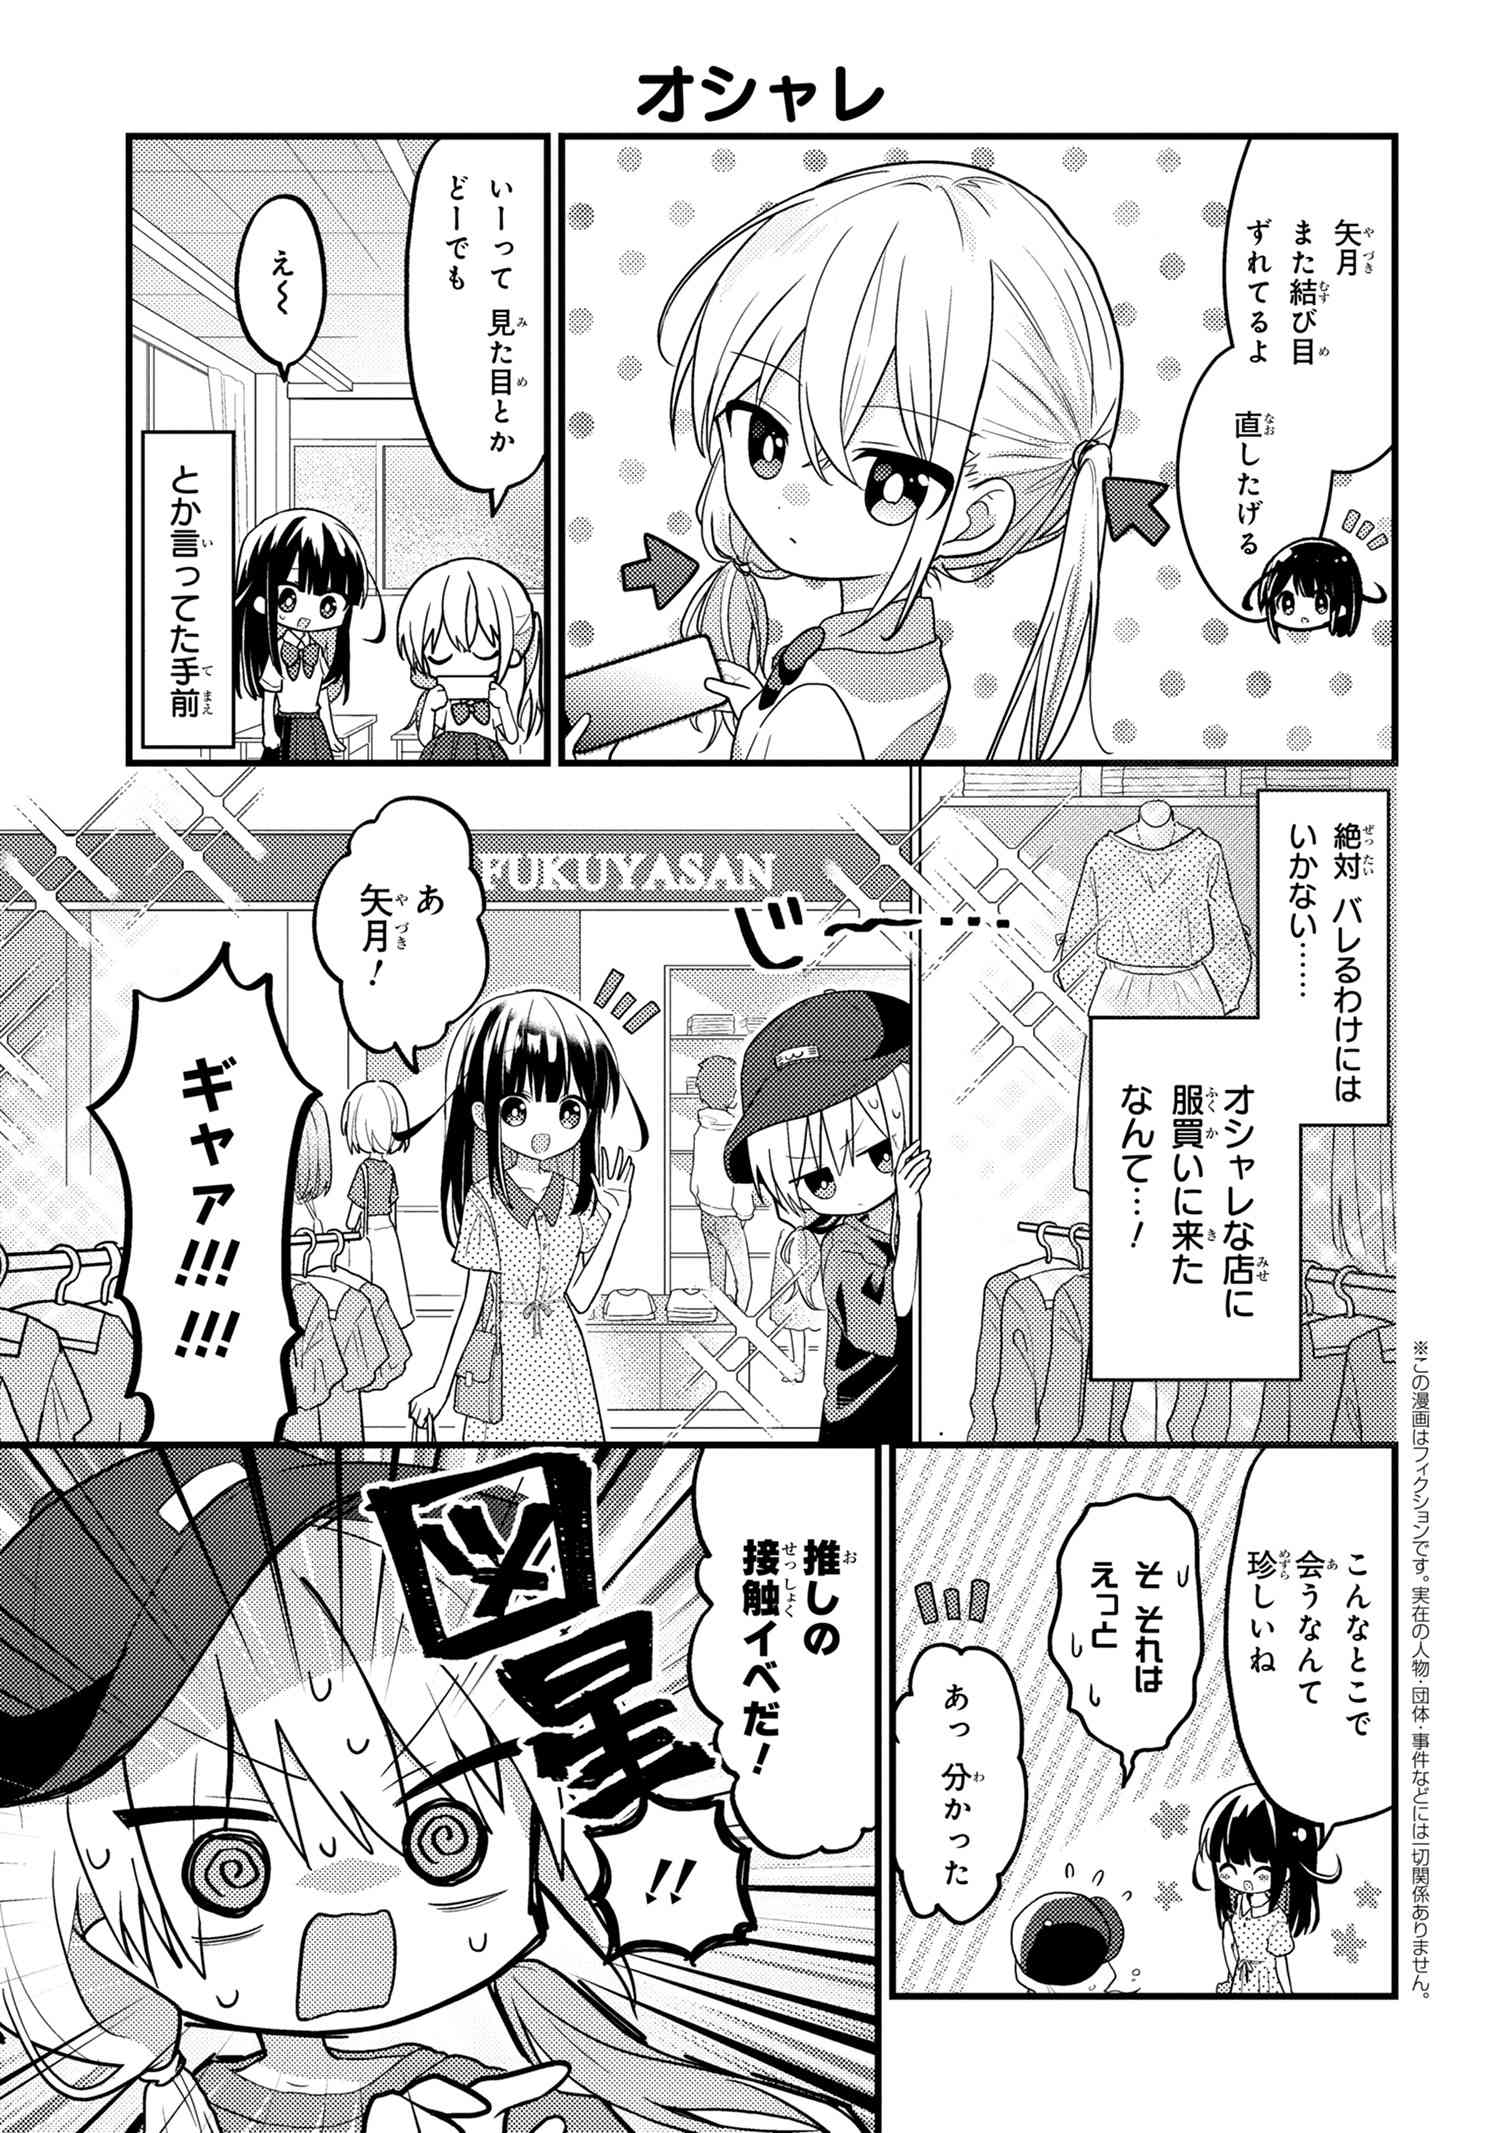 オシャレ
矢月
また結び目
ずれてるよ
直したげる
いーって 見た目とか
どーでも
え〜
とか言ってた手前
絶対 バレるわけには
いかない……
オシャレな店に
服買いに来た
なんて…！
FUKUYASAN
じー…
あ
矢月！
ギャァ!!! !!!
こんなとこで
会うなんて
珍しいね
そ それは
えっと
あっ 分かった
推しの
接触イベだ！
図星
!!
※この漫画はフィクションです。実在の人物・団体・事件などには一切関係ありません。